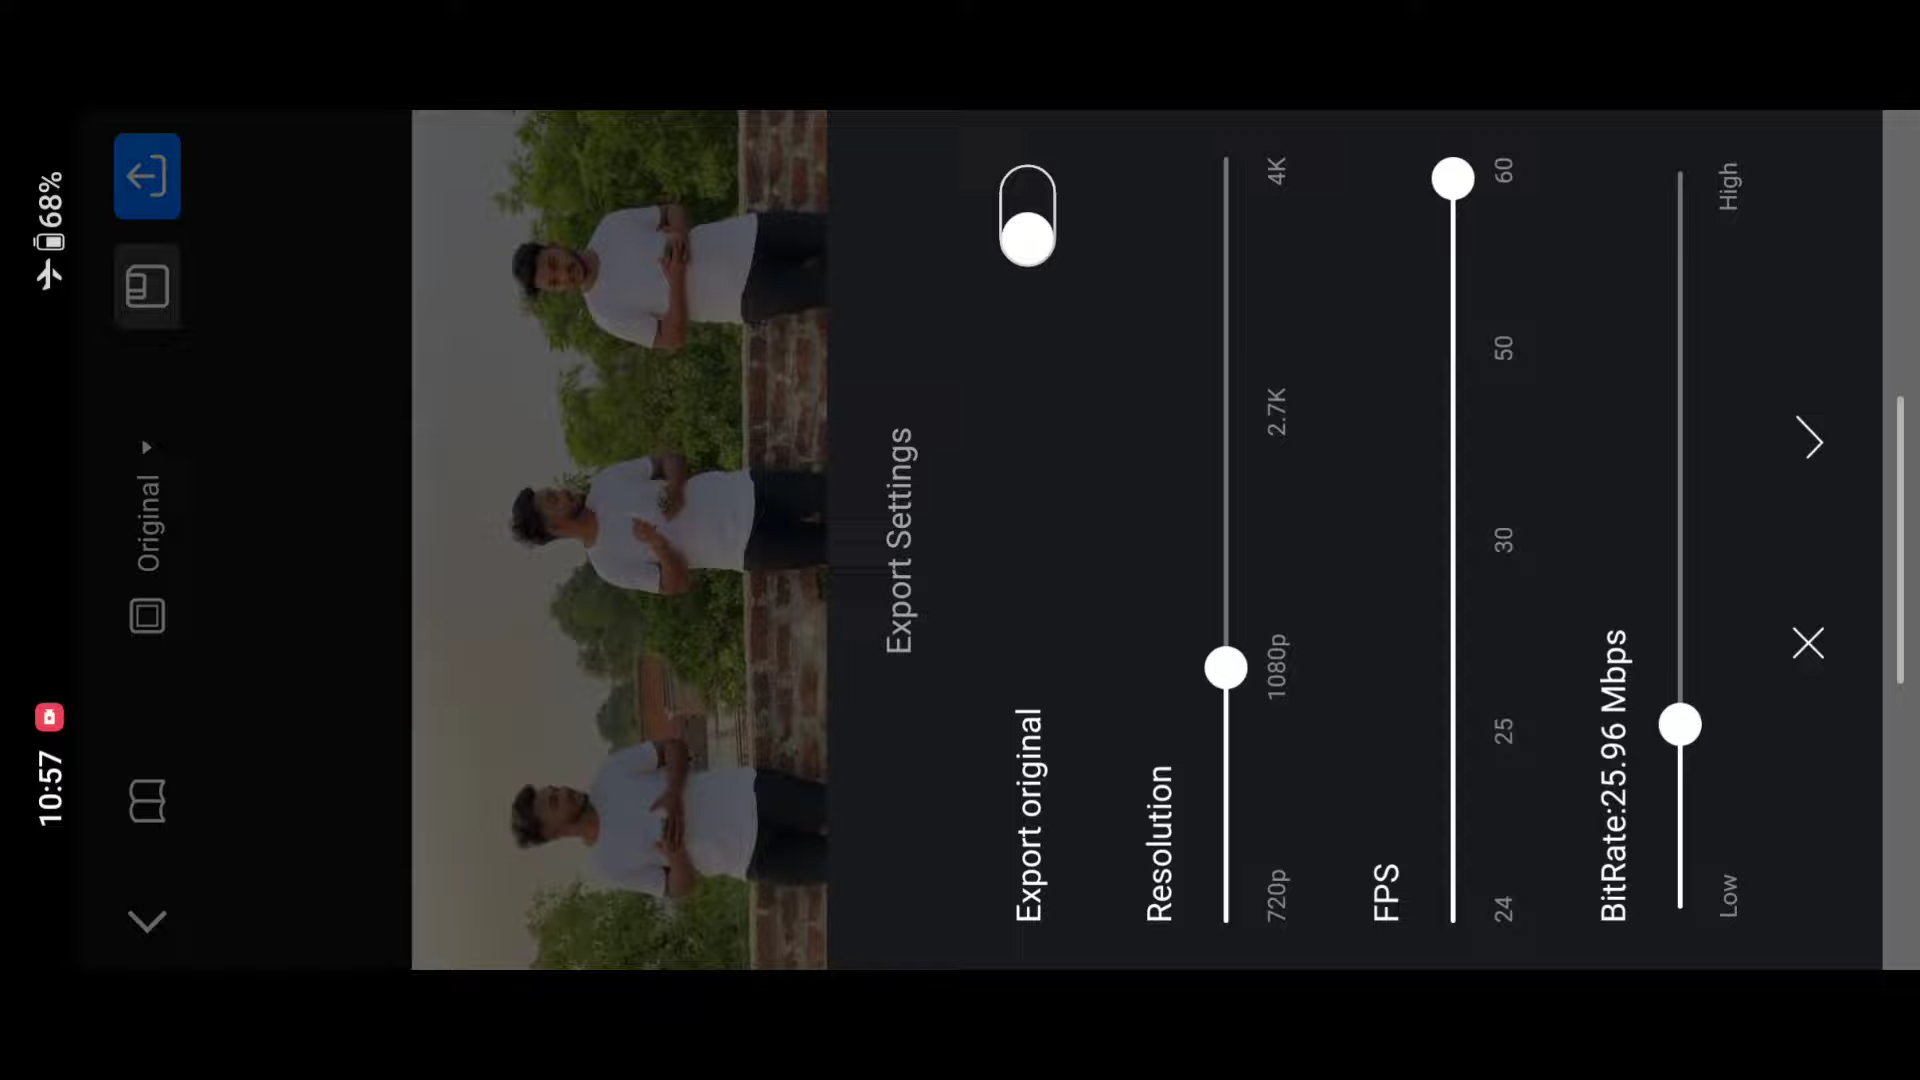 10:57
68%
Original
Export Settings
Export original
Resolution
720p 1080p 2.7K 4K
FPS
24 25 30 50 60
BitRate:25.96 Mbps
Low High